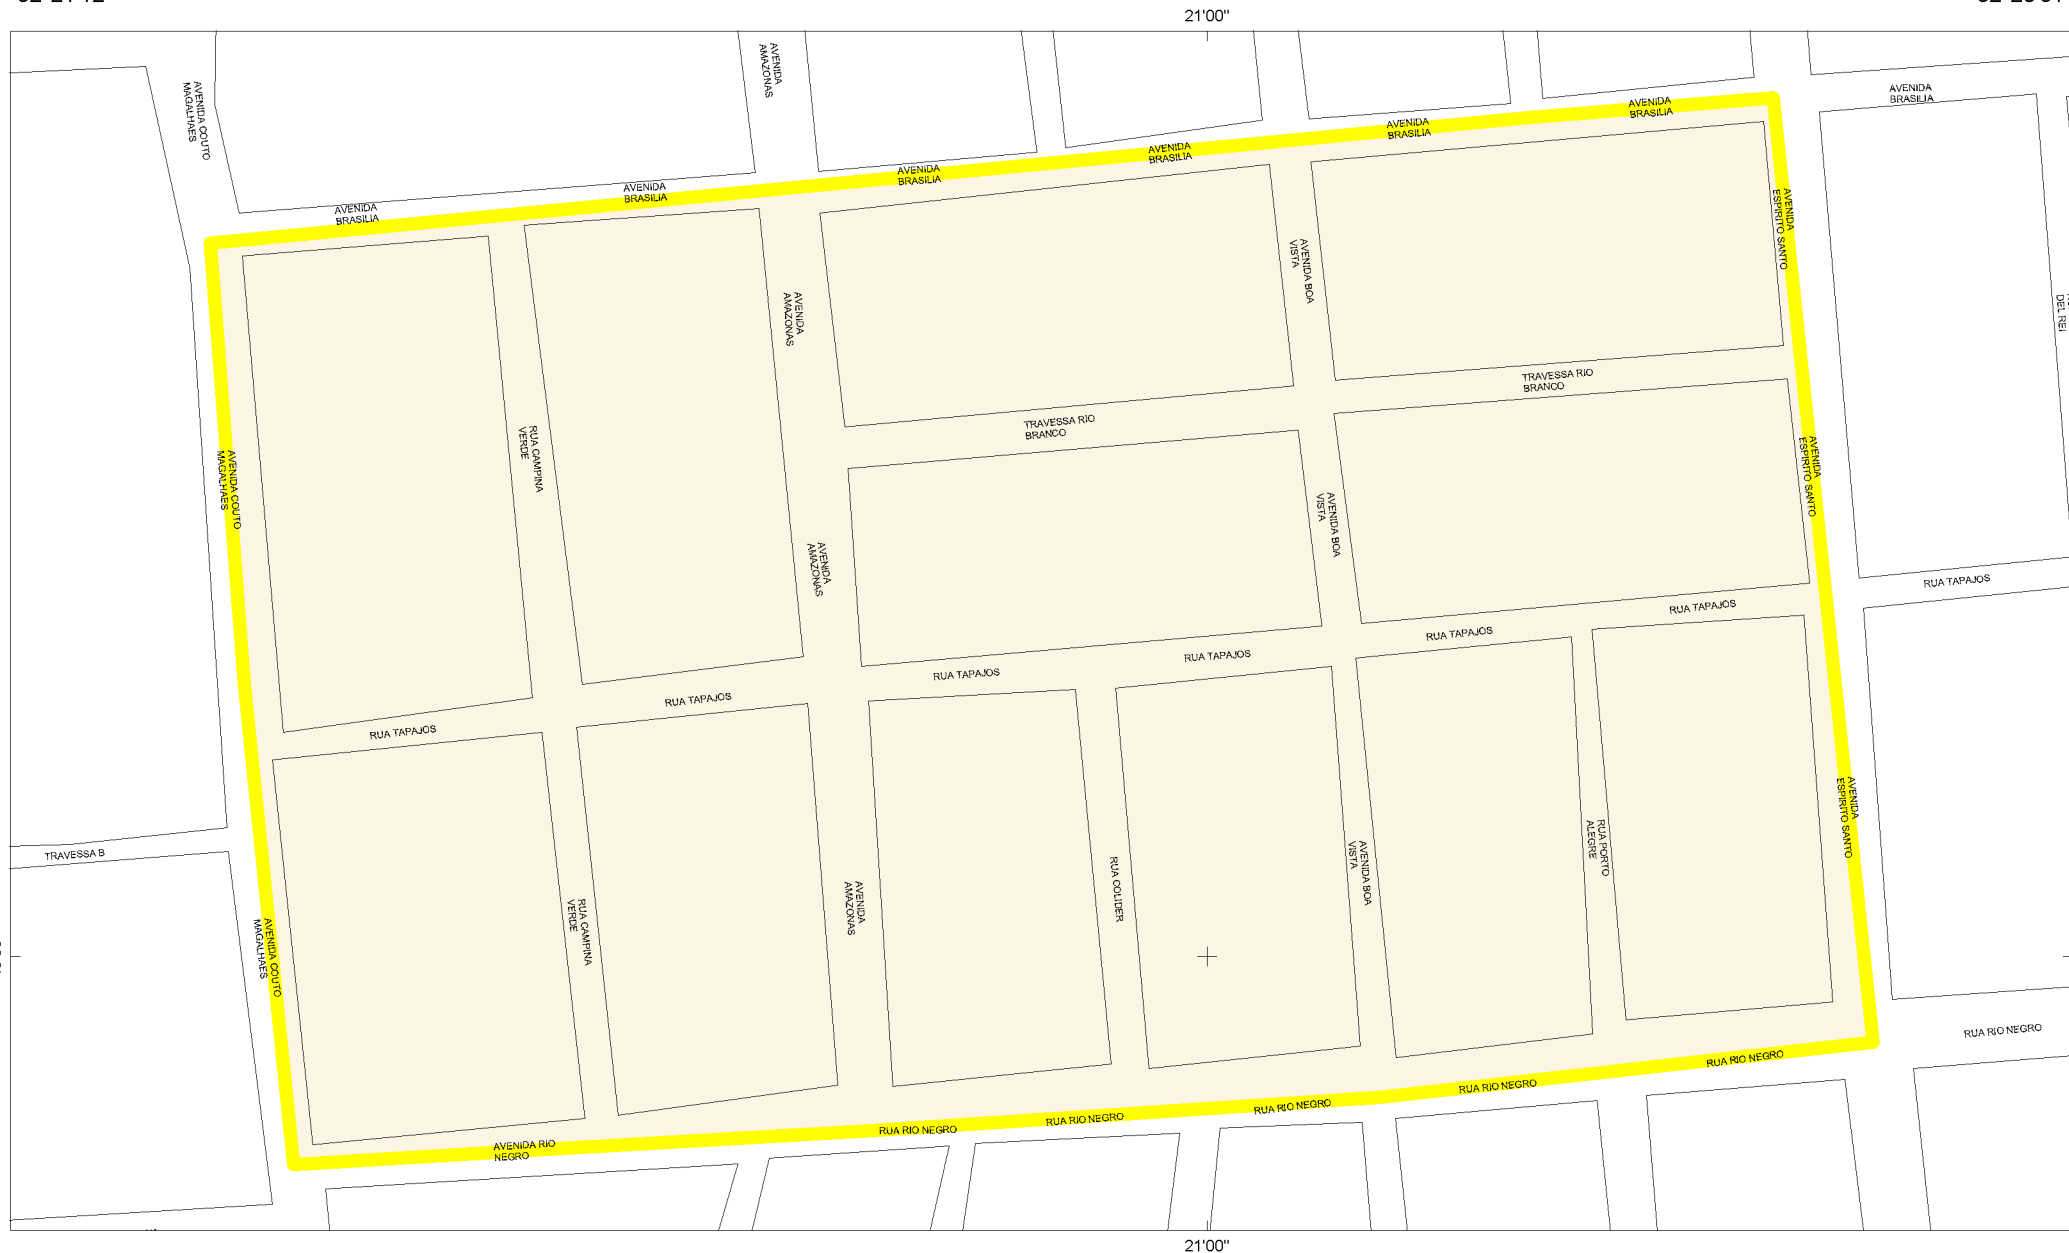 21'00"
AVENIDA
AMAZONAS
AVENIDA COUTO
MAGALHAES
AVENIDA
BRASILIA
AVENIDA
BRASILIA
AVENIDA
BRASILIA
AVENIDA
BRASILIA
AVENIDA
BRASILIA
AVENIDA
BRASILIA
AVENIDA
BRASILIA
AVENIDA
ESPIRITO SANTO
AVENIDA BOA
VISTA
AVENIDA
AMAZONAS
DEL REI
TRAVESSA RIO
BRANCO
TRAVESSA RIO
BRANCO
RUA CAMPINA
VERDE
AVENIDA COUTO
MAGALHAES
AVENIDA
ESPIRITO SANTO
AVENIDA BOA
VISTA
AVENIDA
AMAZONAS
RUA TAPAJOS
RUA TAPAJOS
RUA TAPAJOS
RUA TAPAJOS
RUA TAPAJOS
RUA TAPAJOS
RUA TAPAJOS
TRAVESSA B
AVENIDA
ESPIRITO SANTO
RUA PORTO
ALEGRE
AVENIDA BOA
VISTA
RUA COLIDER
AVENIDA
AMAZONAS
RUA CAMPINA
VERDE
AVENIDA COUTO
MAGALHAES
RUA RIO NEGRO
RUA RIO NEGRO
RUA RIO NEGRO
RUA RIO NEGRO
RUA RIO NEGRO
RUA RIO NEGRO
AVENIDA RIO
NEGRO
21'00"